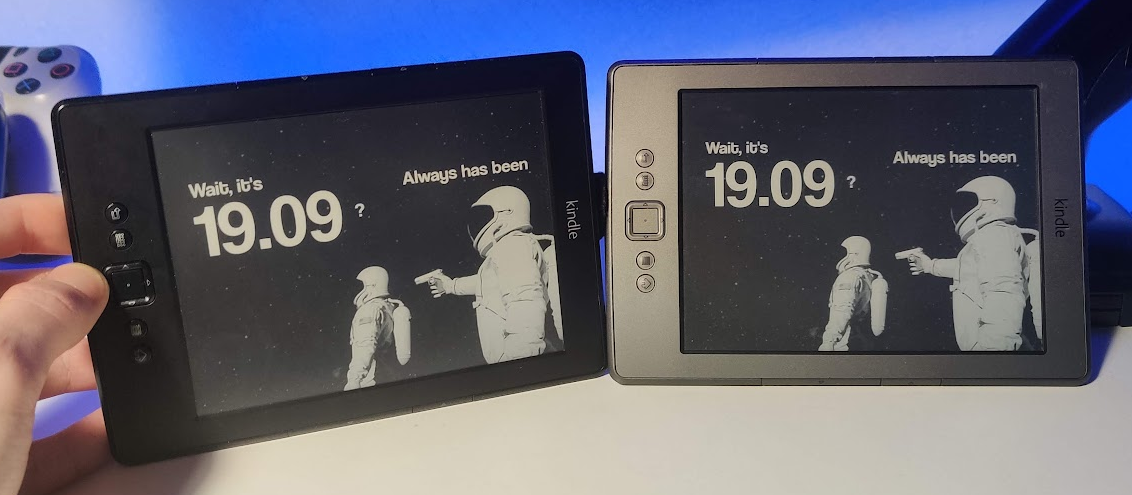 Wait, it's
19.09 ?
Always has been
kindle
Wait, it's
19.09 ?
Always has been
kindle